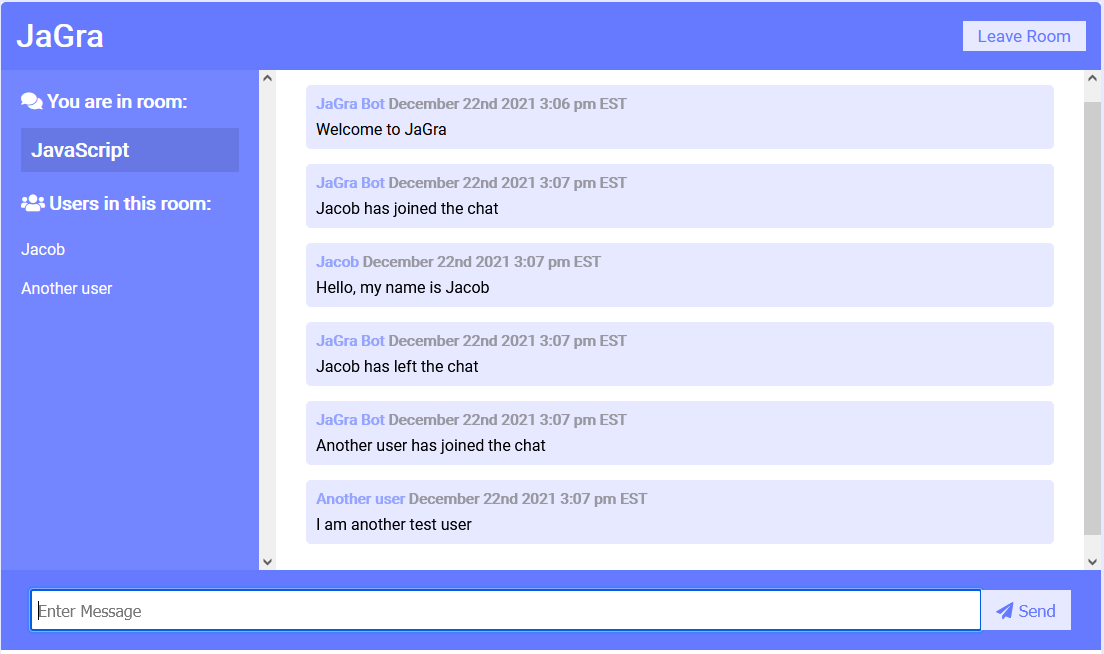 JaGra
Leave Room
You are in room:
JavaScript
Users in this room:
Jacob
Another user
JaGra Bot December 22nd 2021 3:06 pm EST
Welcome to JaGra
JaGra Bot December 22nd 2021 3:07 pm EST
Jacob has joined the chat
Jacob December 22nd 2021 3:07 pm EST
Hello, my name is Jacob
JaGra Bot December 22nd 2021 3:07 pm EST
Jacob has left the chat
JaGra Bot December 22nd 2021 3:07 pm EST
Another user has joined the chat
Another user December 22nd 2021 3:07 pm EST
I am another test user
Enter Message
Send